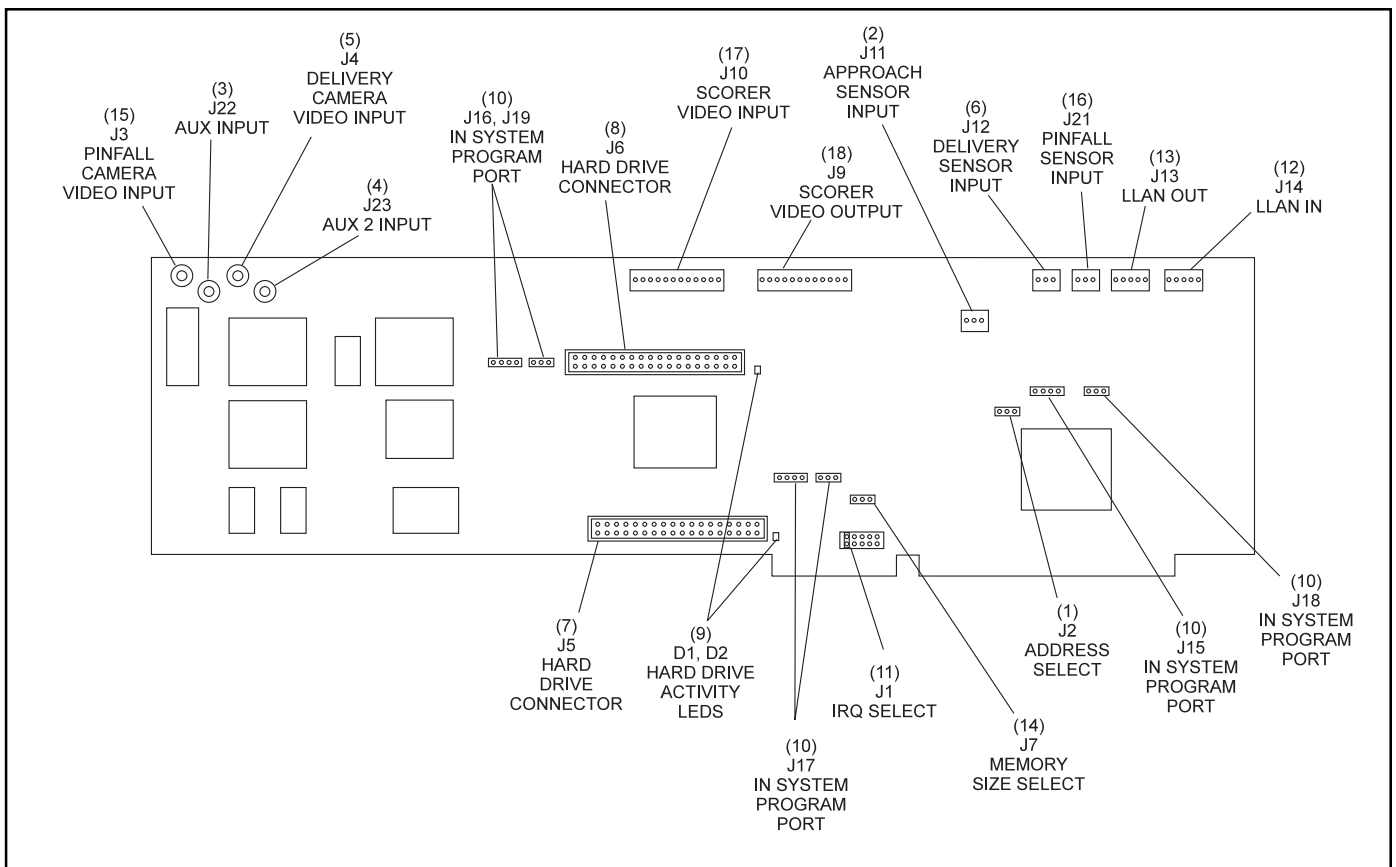 (15)
J3
PINFALL
CAMERA
VIDEO INPUT
(3)
J22
AUX INPUT
(5)
J4
DELIVERY
CAMERA
VIDEO INPUT
(4)
J23
AUX 2 INPUT
(10)
J16, J19
IN SYSTEM
PROGRAM
PORT
(8)
J6
HARD DRIVE
CONNECTOR
(17)
J10
SCORER
VIDEO INPUT
(18)
J9
SCORER
VIDEO OUTPUT
(2)
J11
APPROACH
SENSOR
INPUT
(6)
J12
DELIVERY
SENSOR
INPUT
(16)
J21
PINFALL
SENSOR
INPUT
(13)
J13
LLAN OUT
(12)
J14
LLAN IN
(7)
J5
HARD
DRIVE
CONNECTOR
(9)
D1, D2
HARD DRIVE
ACTIVITY
LEDS
(10)
J17
IN SYSTEM
PROGRAM
PORT
(11)
J1
IRQ SELECT
(14)
J7
MEMORY
SIZE SELECT
(1)
J2
ADDRESS
SELECT
(10)
J15
IN SYSTEM
PROGRAM
PORT
(10)
J18
IN SYSTEM
PROGRAM
PORT